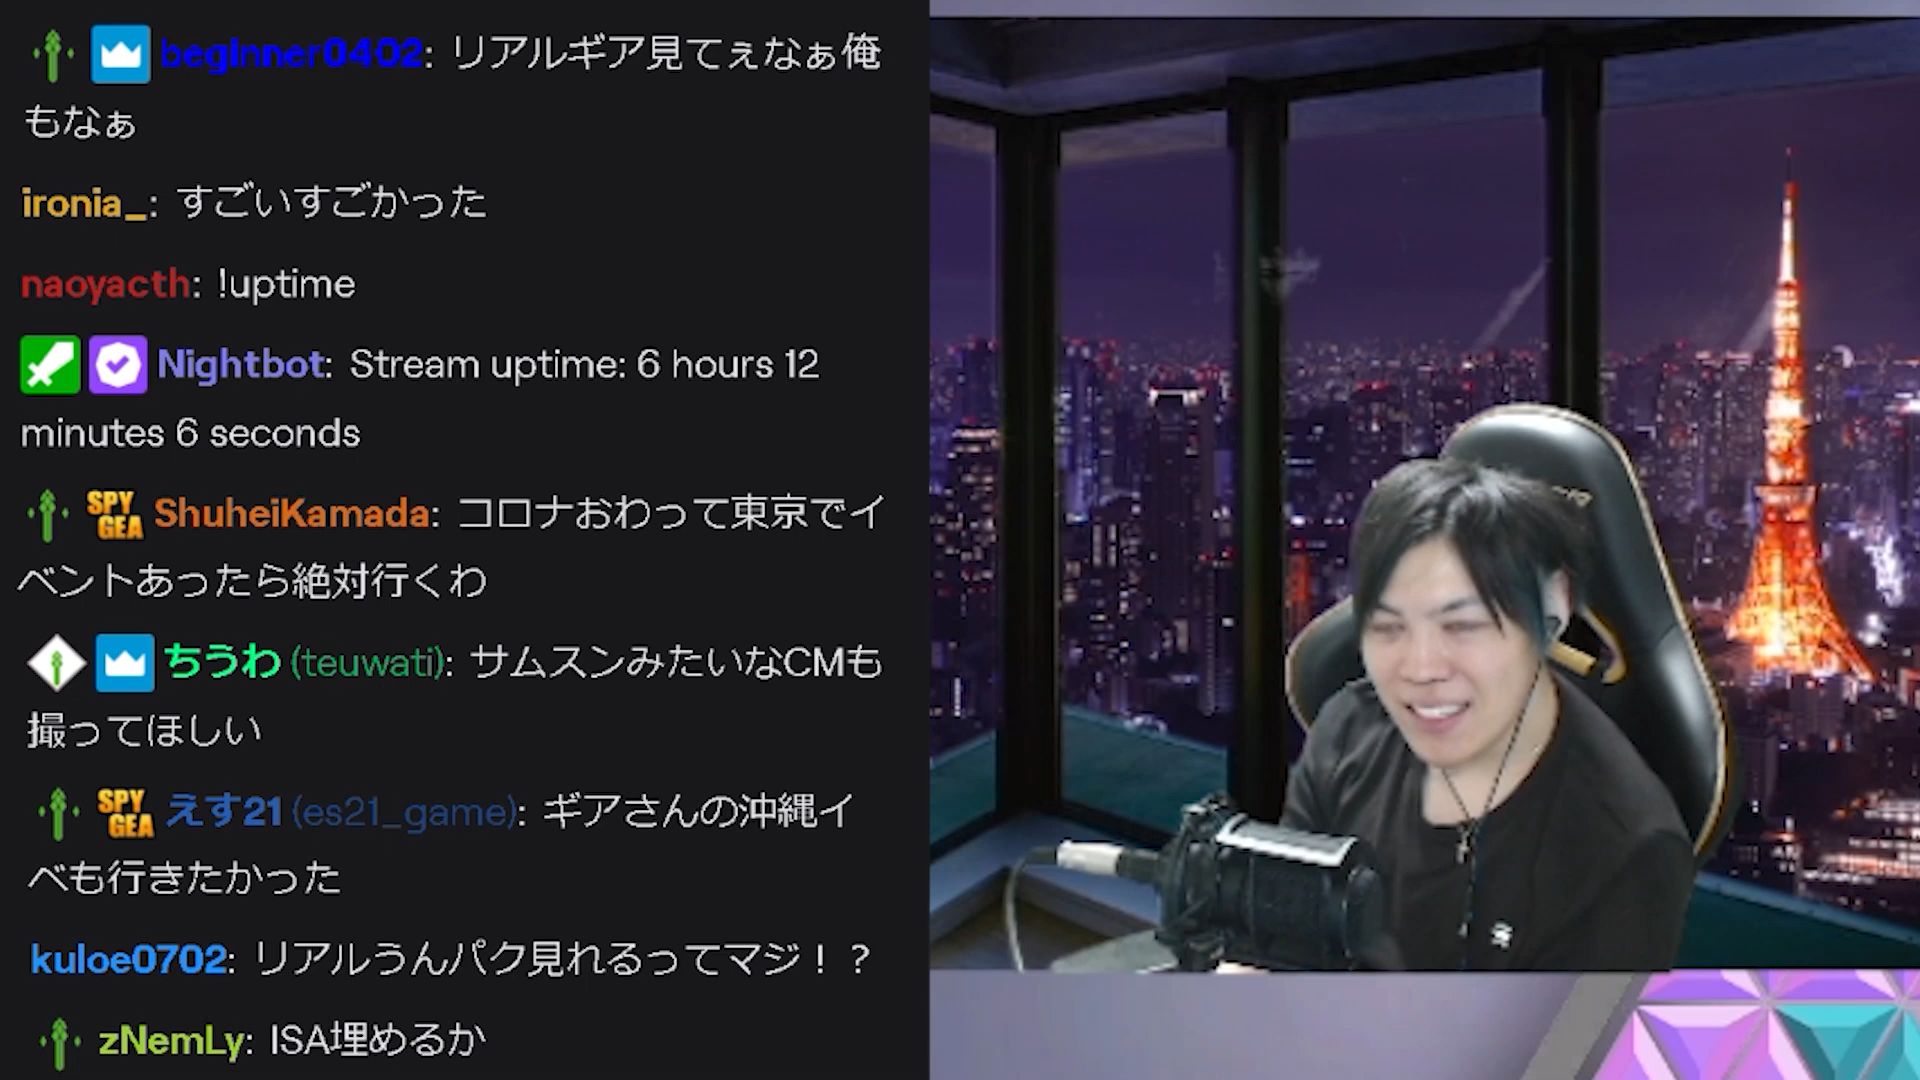 beginner0402: リアルギア見てぇなぁ俺
もなぁ
ironia_: すごいすごかった
naoyacth: !uptime
Nightbot: Stream uptime: 6 hours 12
minutes 6 seconds
SPY
GEA
ShuheiKamada: コロナおわって東京でイ
ベントあったら絶対行くわ
ちうわ (teuwati): サムスンみたいなCMも
撮ってほしい
SPY
GEA
えす21 (es21_game): ギアさんの沖縄イ
べも行きたかった
kuloe0702: リアルうんパク見れるってマジ！？
zNemLy: ISA埋めるか